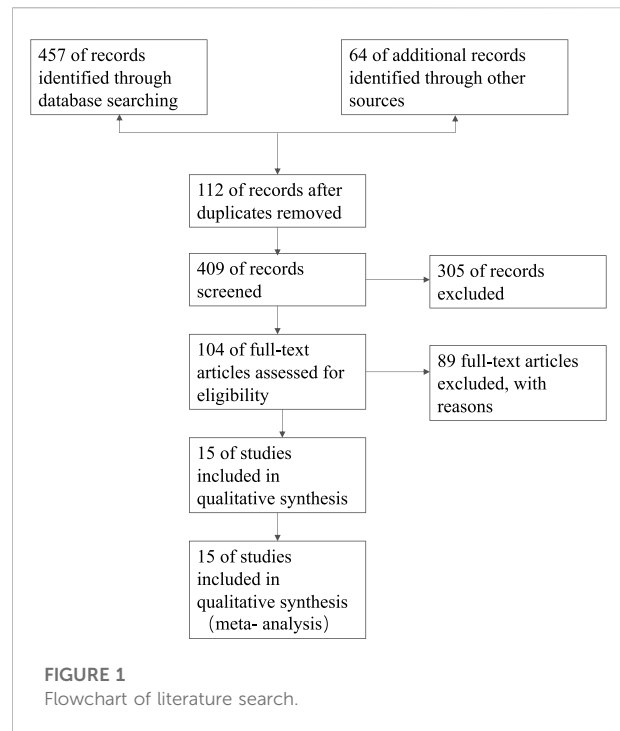 457 of records
identified through
database searching
64 of additional records
identified through other
sources
112 of records after
duplicates removed
409 of records
screened
305 of records
excluded
104 of full-text
articles assessed for
eligibility
89 full-text articles
excluded, with
reasons
15 of studies
included in
qualitative synthesis
15 of studies
included in
qualitative synthesis
（meta- analysis）
FIGURE 1
Flowchart of literature search.